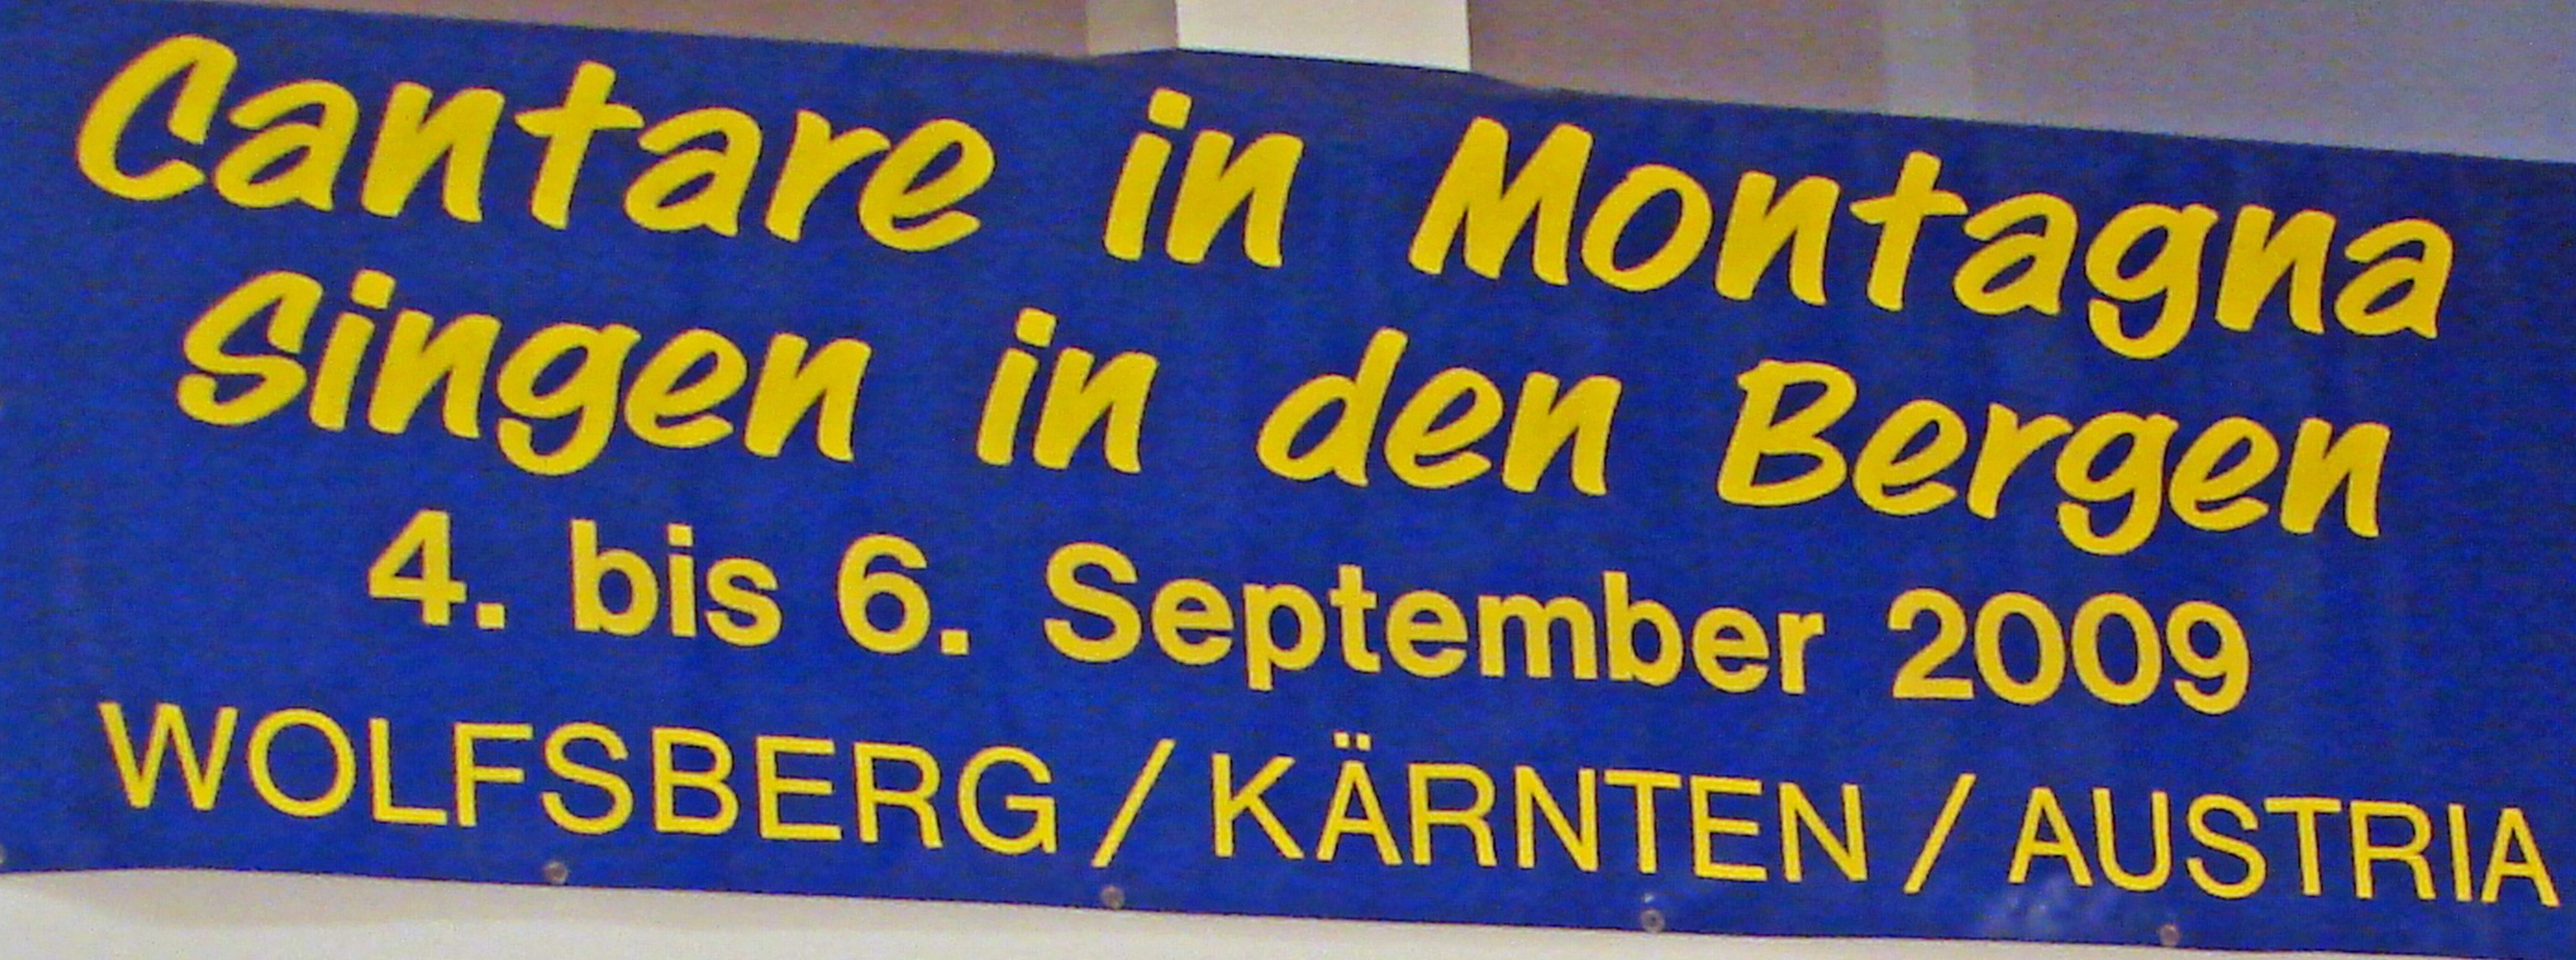 Cantare in Montagna
Singen in den Bergen
4. bis 6. September 2009
WOLFSBERG / KÄRNTEN / AUSTRIA